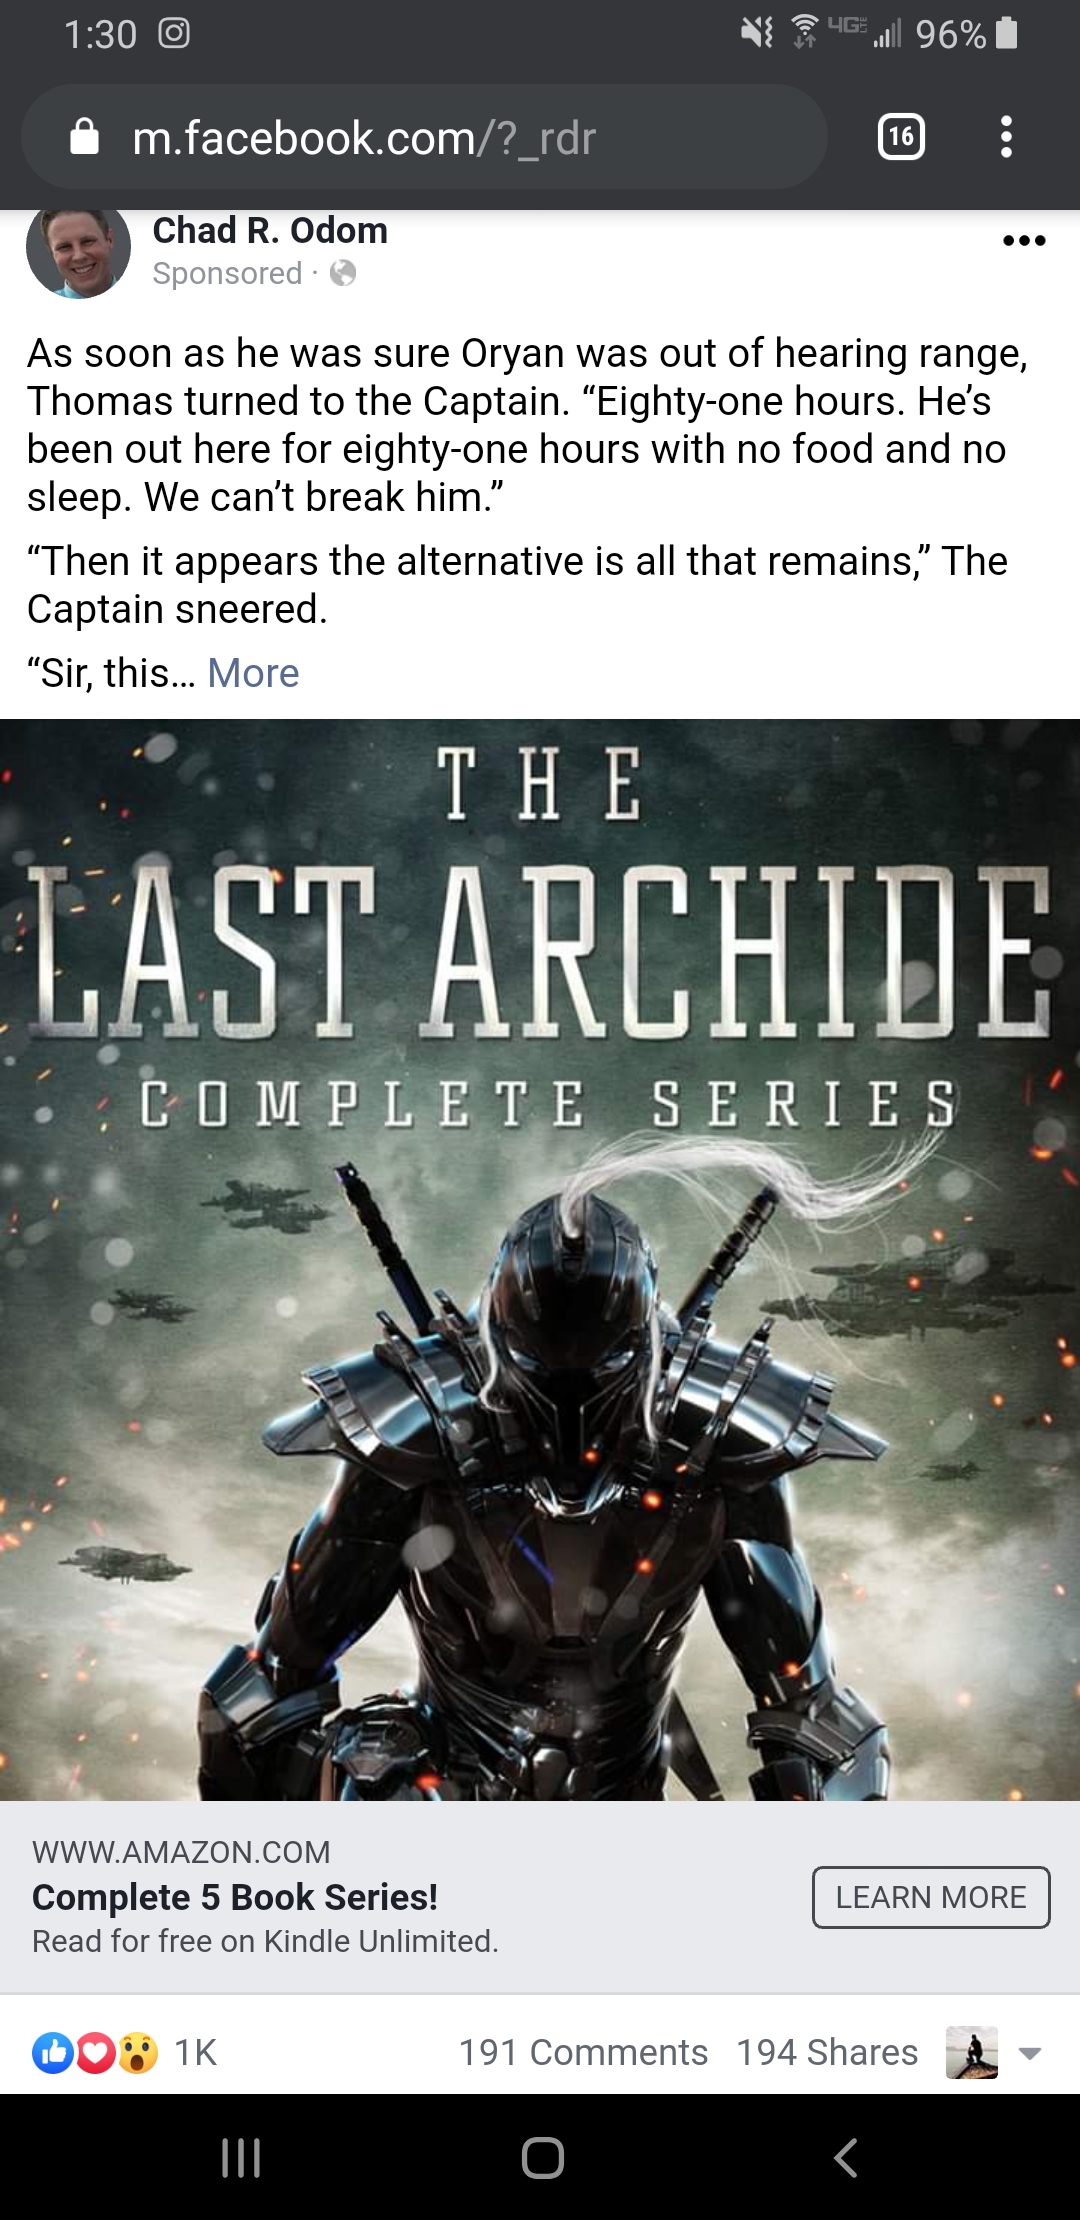 1:30
4G LTE
96%
m.facebook.com/?_rdr
16
Chad R. Odom
Sponsored ·
As soon as he was sure Oryan was out of hearing range,
Thomas turned to the Captain. “Eighty-one hours. He’s
been out here for eighty-one hours with no food and no
sleep. We can’t break him.”
“Then it appears the alternative is all that remains,” The
Captain sneered.
“Sir, this... More
THE
LAST ARCHIDE
COMPLETE SERIES
WWW.AMAZON.COM
Complete 5 Book Series!
Read for free on Kindle Unlimited.
LEARN MORE
1K
191 Comments
194 Shares